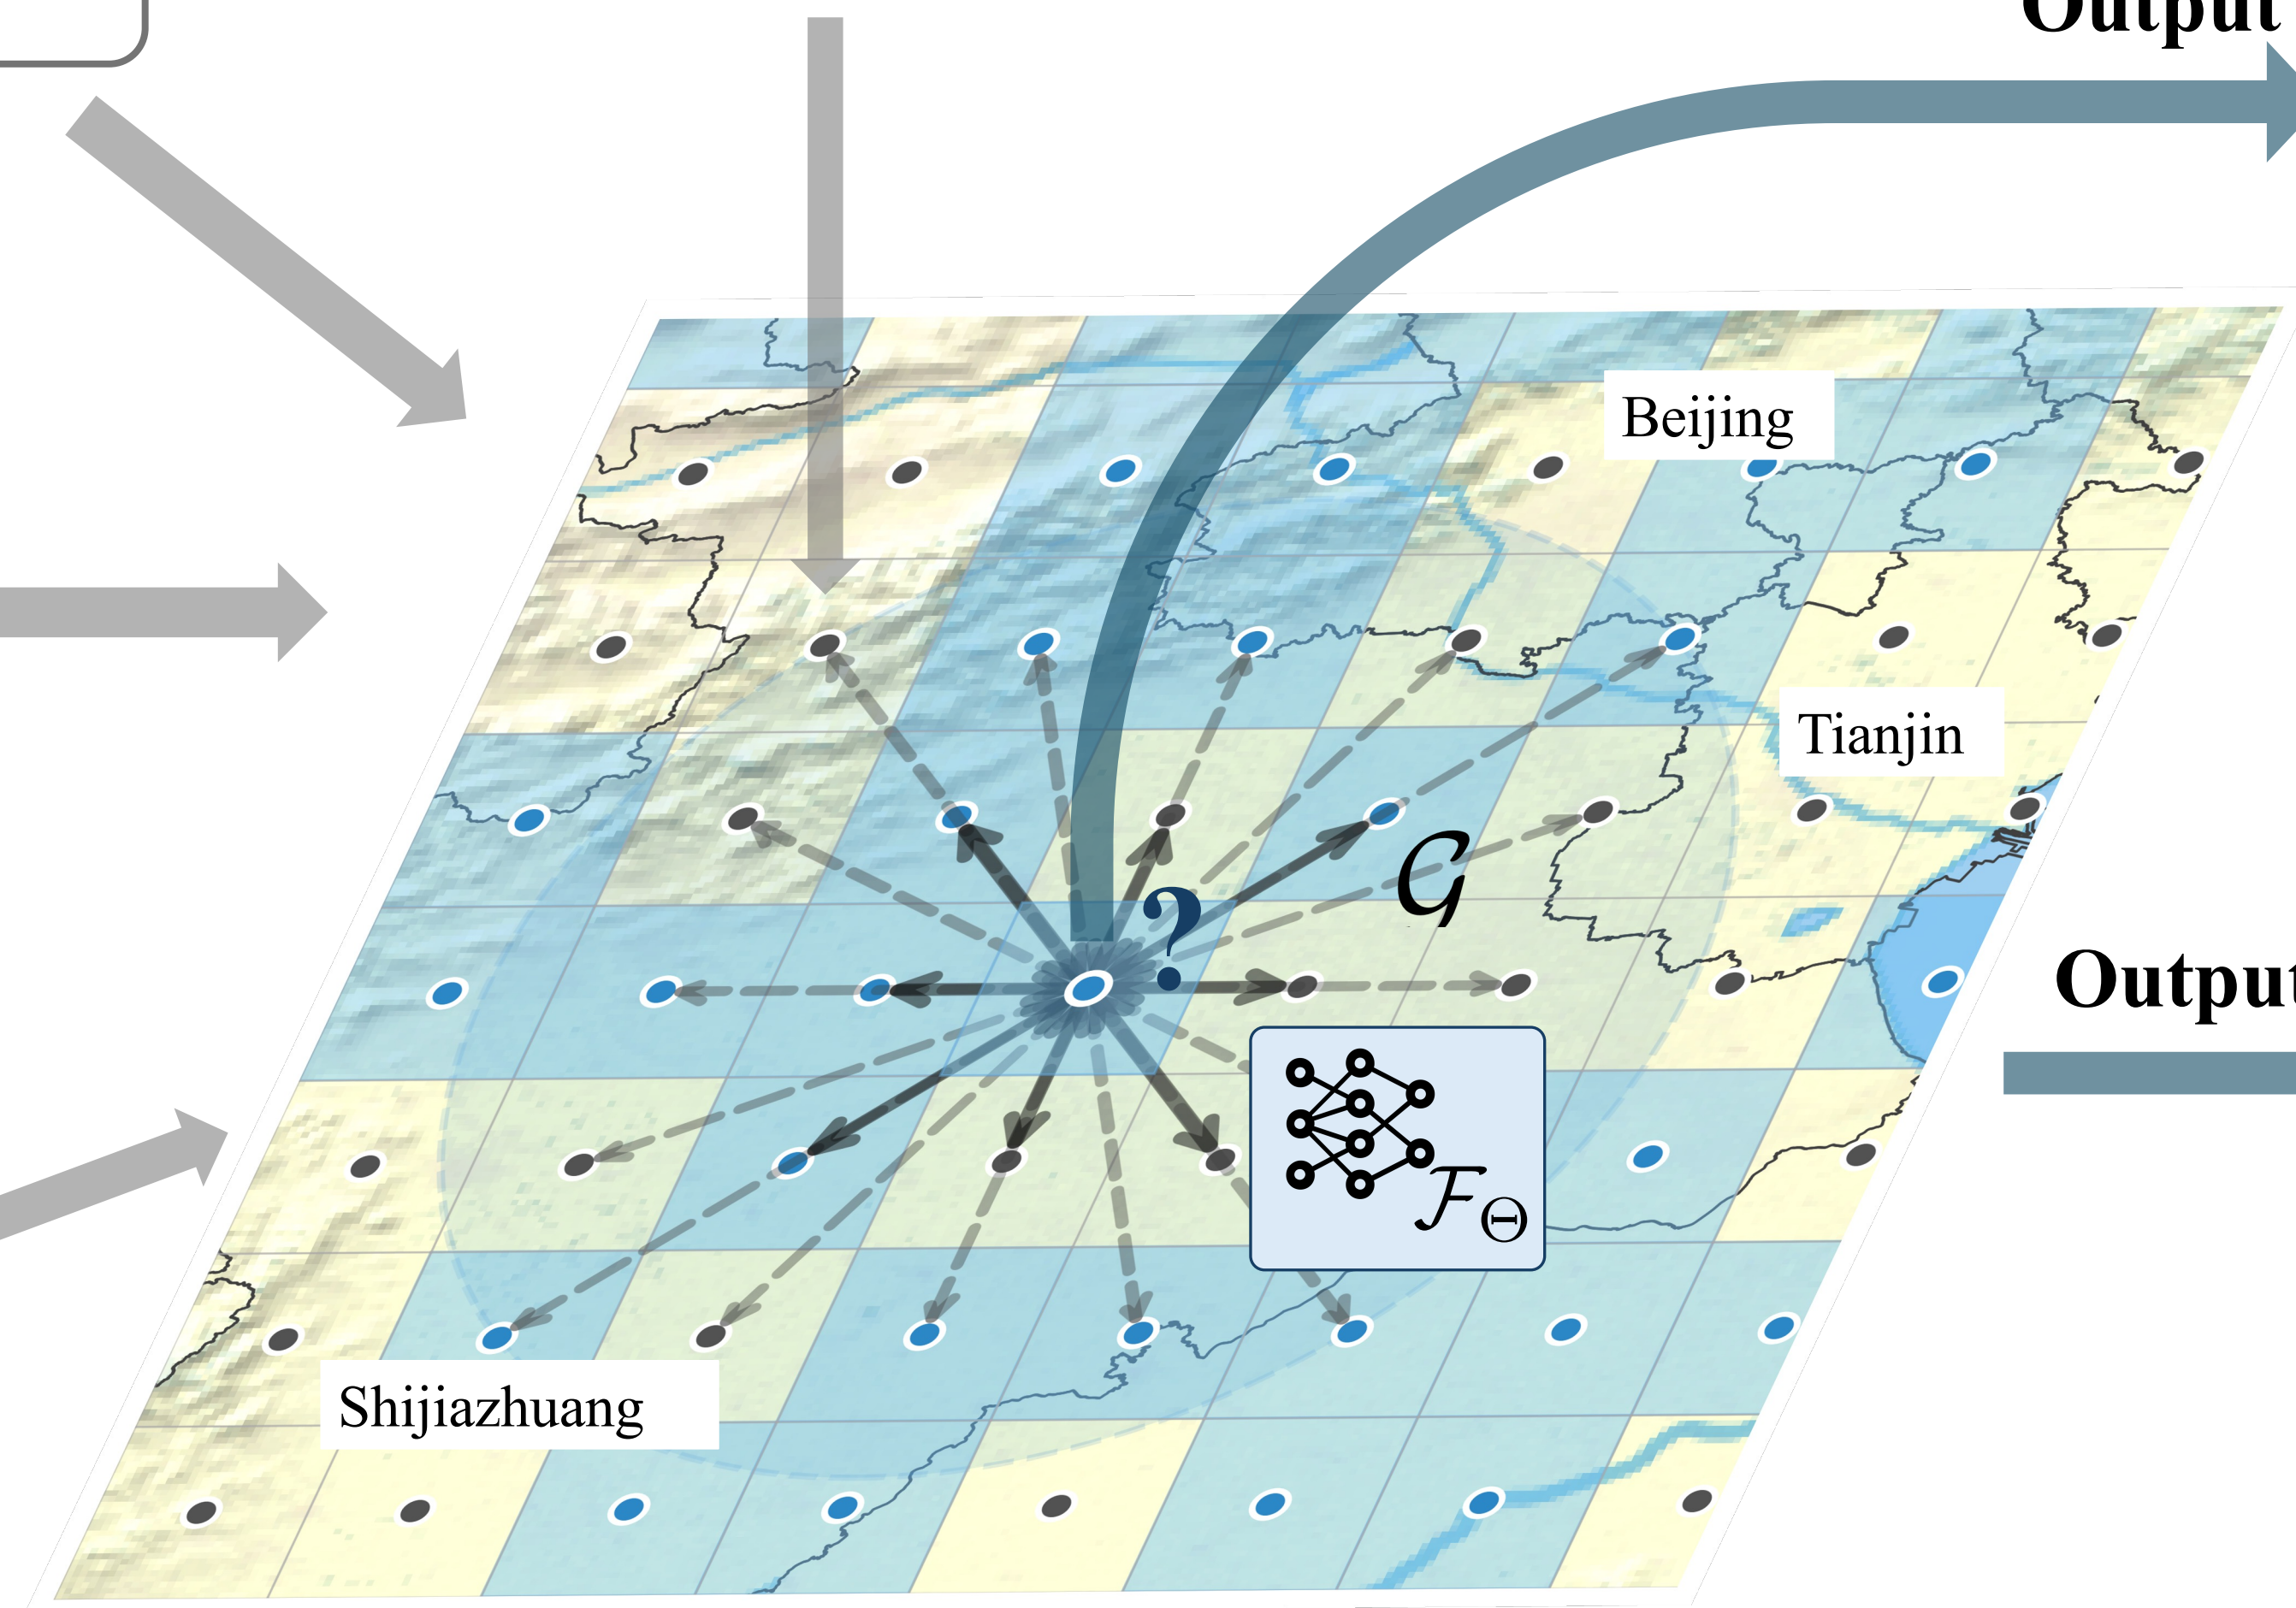 Output
Beijing
Tianjin
𝒢
?
Output
ℱ_Θ
Shijiazhuang